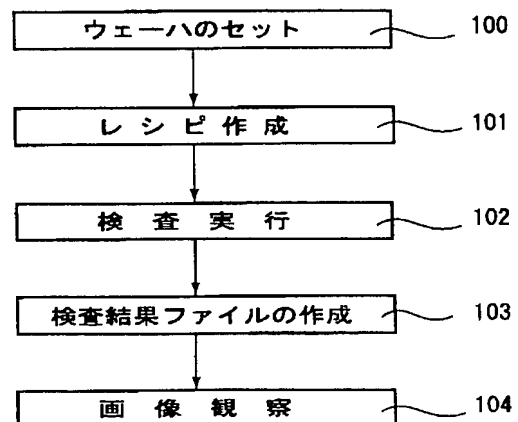 ウェーハのセット 100
レシピ作成 101
検査実行 102
検査結果ファイルの作成 103
画像観察 104